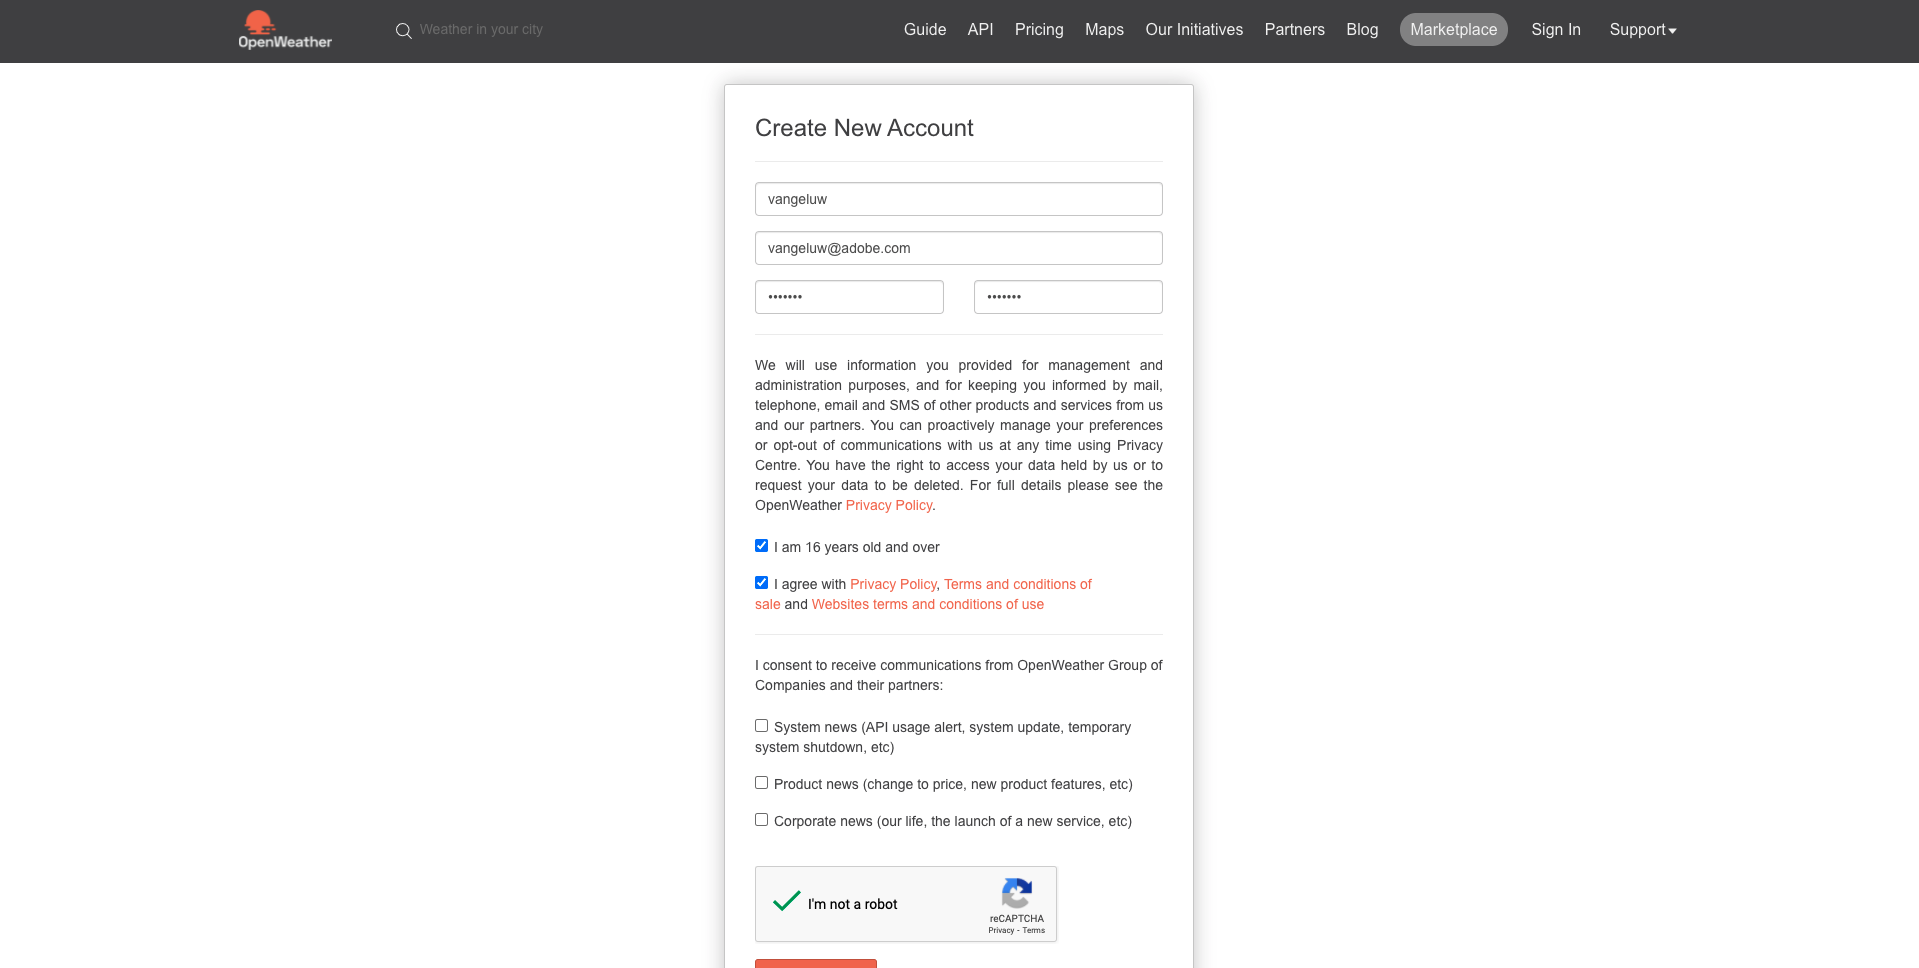 OpenWeather
Weather in your city
Guide
API
Pricing
Maps
Our Initiatives
Partners
Blog
Marketplace
Sign In
Support
Create New Account
vangeluw
vangeluw@adobe.com
•••••••
•••••••
We will use information you provided for management and
administration purposes, and for keeping you informed by mail,
telephone, email and SMS of other products and services from us
and our partners. You can proactively manage your preferences
or opt-out of communications with us at any time using Privacy
Centre. You have the right to access your data held by us or to
request your data to be deleted. For full details please see the
OpenWeather Privacy Policy.
I am 16 years old and over
I agree with Privacy Policy, Terms and conditions of
sale and Websites terms and conditions of use
I consent to receive communications from OpenWeather Group of
Companies and their partners:
System news (API usage alert, system update, temporary
system shutdown, etc)
Product news (change to price, new product features, etc)
Corporate news (our life, the launch of a new service, etc)
I'm not a robot
reCAPTCHA
Privacy - Terms